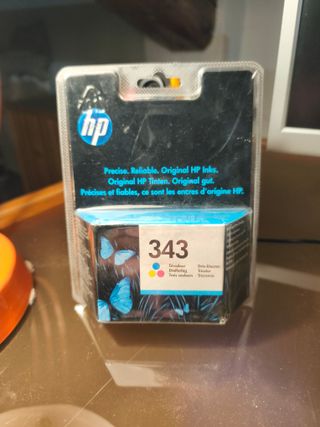 hp
Precise. Reliable. Original HP Inks.
Original HP Tinten. Original gut.
Précises et fiables, ce sont les encres d'origine HP.
343